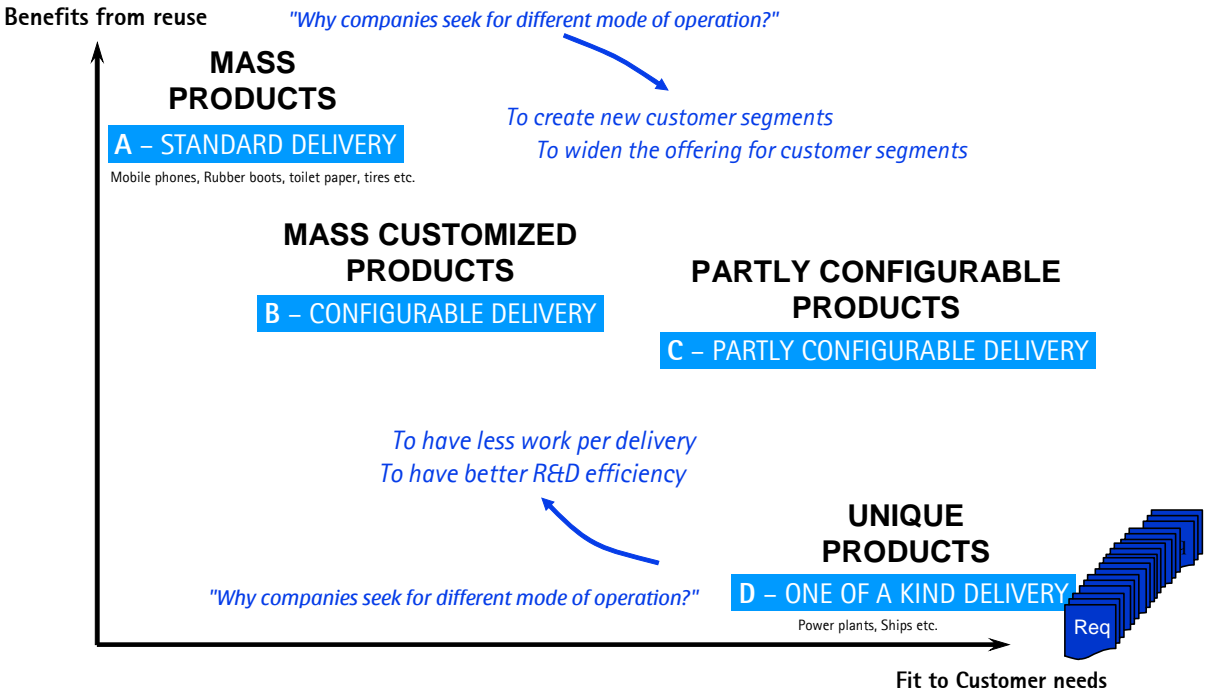 Benefits from reuse
"Why companies seek for different mode of operation?"
MASS
PRODUCTS
A – STANDARD DELIVERY
Mobile phones, Rubber boots, toilet paper, tires etc.
To create new customer segments
To widen the offering for customer segments
MASS CUSTOMIZED
PRODUCTS
B – CONFIGURABLE DELIVERY
PARTLY CONFIGURABLE
PRODUCTS
C – PARTLY CONFIGURABLE DELIVERY
To have less work per delivery
To have better R&D efficiency
"Why companies seek for different mode of operation?"
UNIQUE
PRODUCTS
D – ONE OF A KIND DELIVERY
Power plants, Ships etc.
Req
Fit to Customer needs